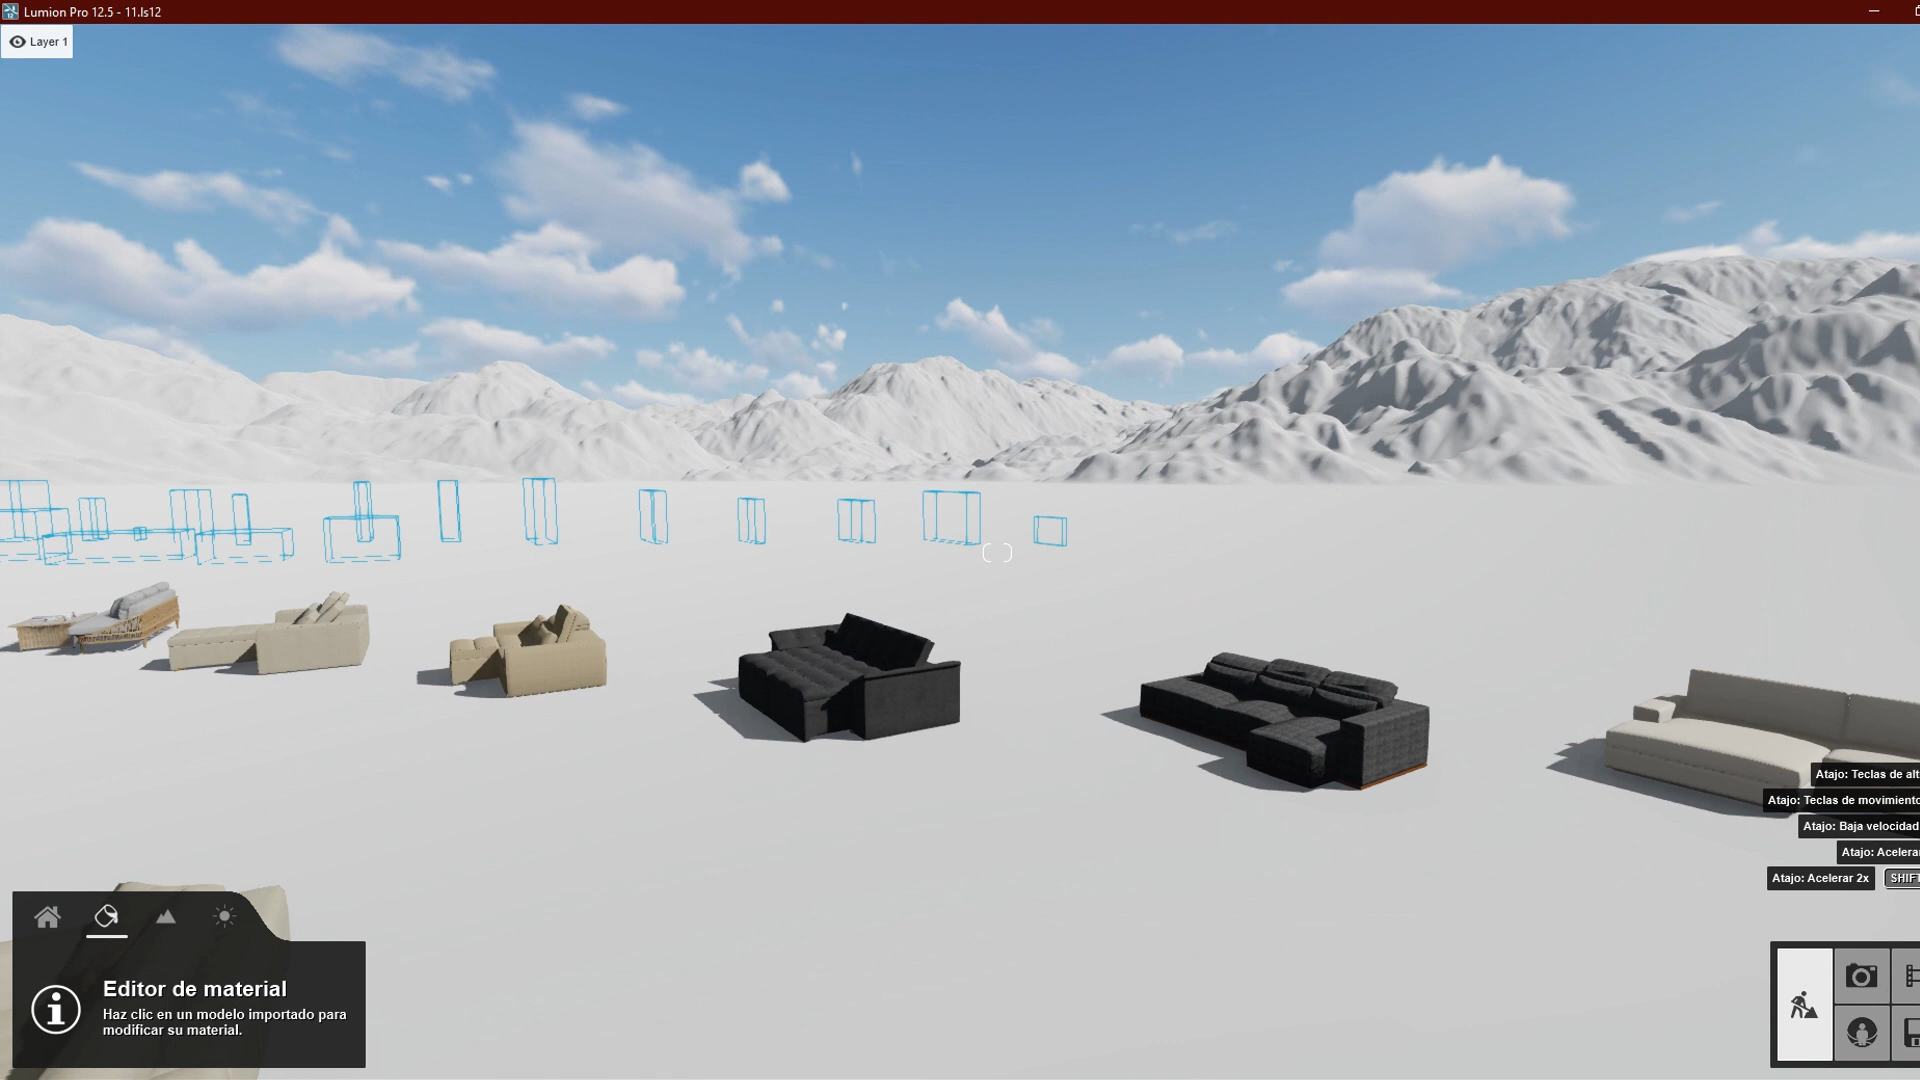 Lumion Pro 12.5 - 11.ls12
Layer 1
Atajo: Teclas de alt
Atajo: Teclas de movimiento
Atajo: Baja velocidad
Atajo: Acelerar
Atajo: Acelerar 2x SHIFT
Editor de material
Haz clic en un modelo importado para
modificar su material.